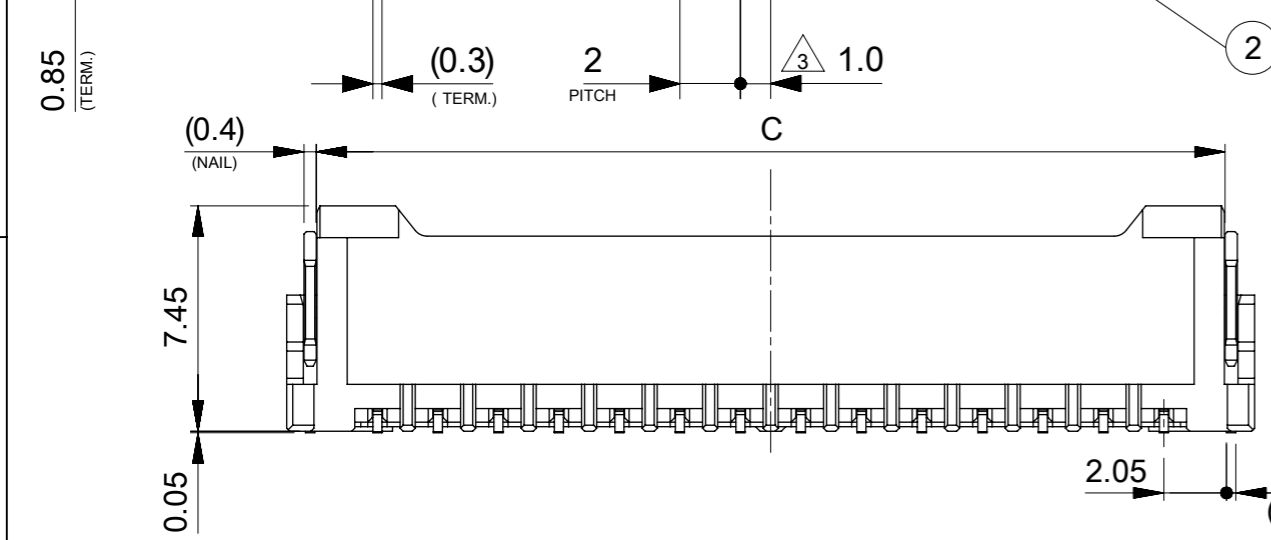 0.85
(TERM.)
(0.3)
( TERM.)
2
PITCH
3
1.0
2
(0.4)
(NAIL)
C
7.45
0.05
2.05
(